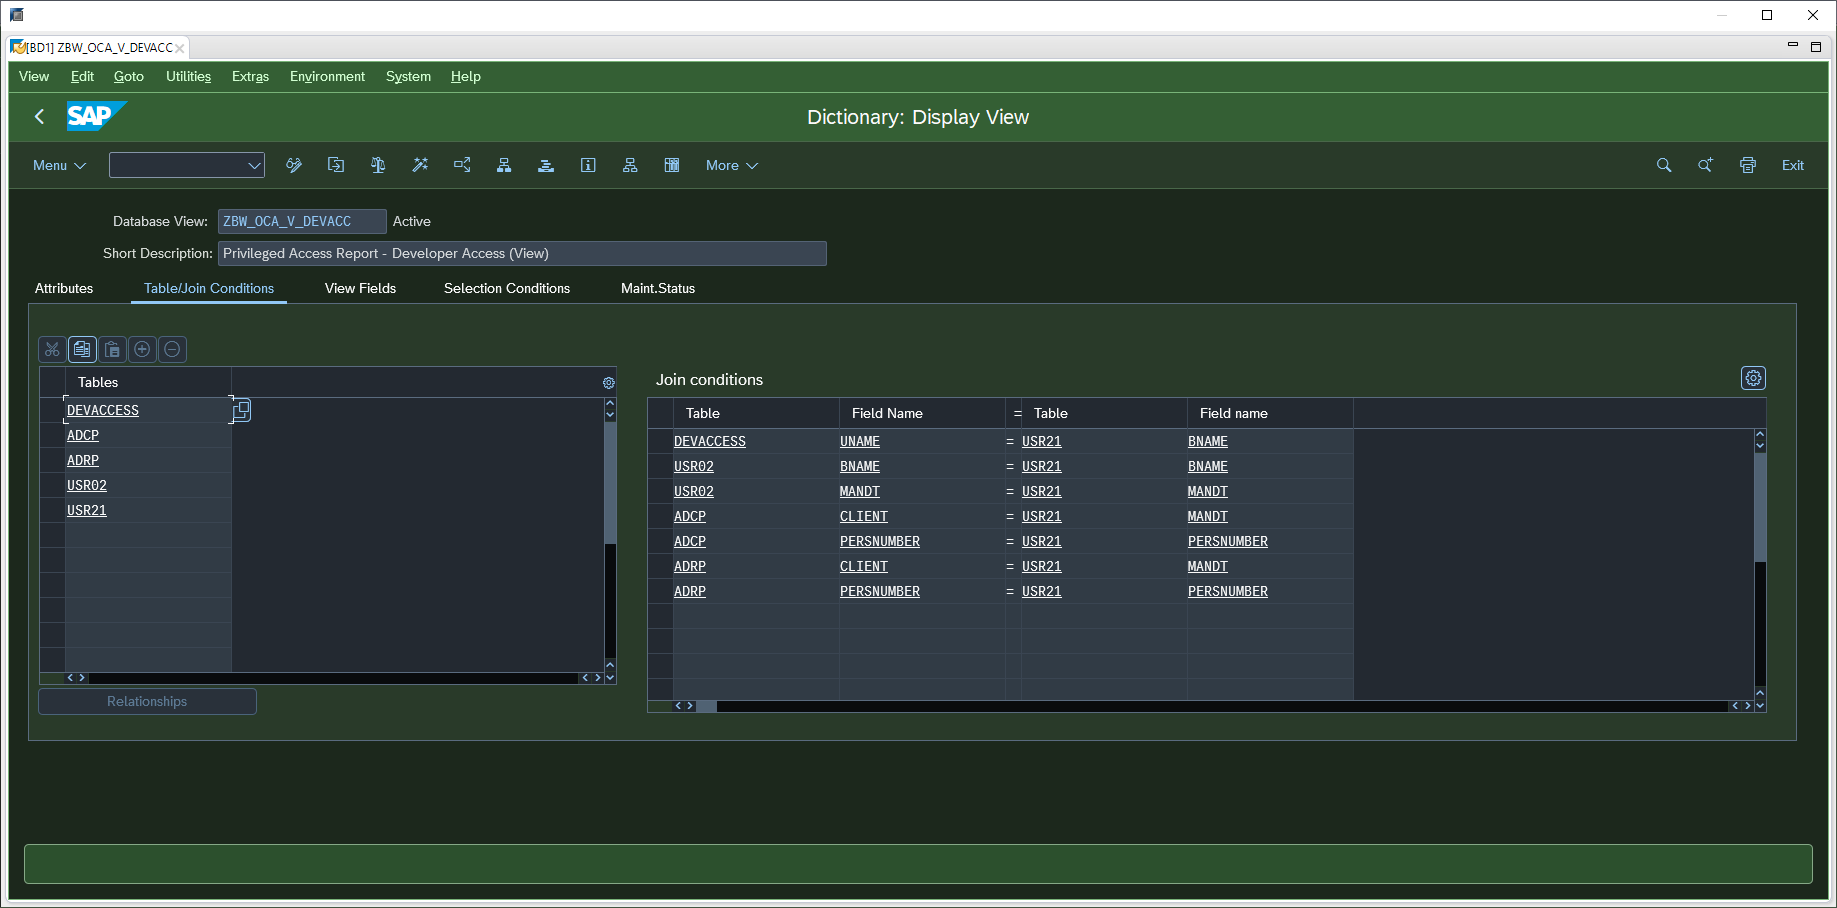 [BD1] ZBW_OCA_V_DEVACC
View Edit Goto Utilities Extras Environment System Help
SAP Dictionary: Display View
Menu More Exit
Database View: ZBW_OCA_V_DEVACC Active
Short Description: Privileged Access Report - Developer Access (View)
Attributes Table/Join Conditions View Fields Selection Conditions Maint.Status
Tables
DEVACCESS
ADCP
ADRP
USR02
USR21
Relationships
Join conditions
Table Field Name = Table Field name
DEVACCESS UNAME = USR21 BNAME
USR02 BNAME = USR21 BNAME
USR02 MANDT = USR21 MANDT
ADCP CLIENT = USR21 MANDT
ADCP PERSNUMBER = USR21 PERSNUMBER
ADRP CLIENT = USR21 MANDT
ADRP PERSNUMBER = USR21 PERSNUMBER